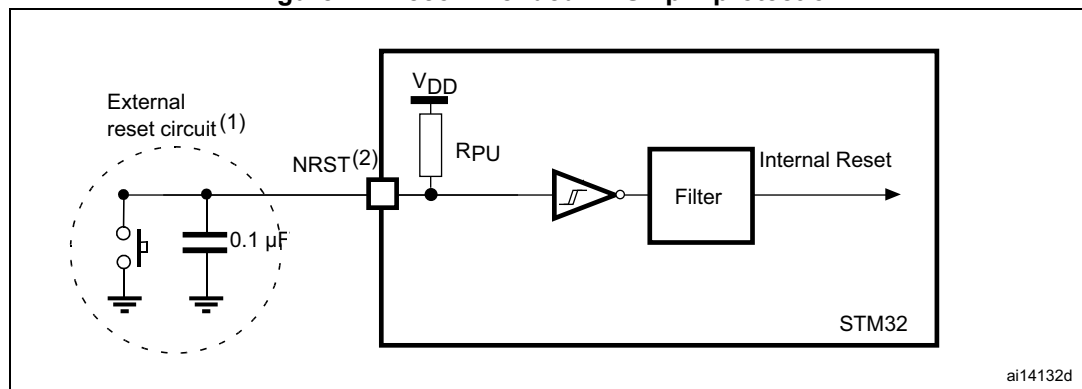 External
reset circuit(1)
VDD
NRST(2)
RPU
Internal Reset
Filter
0.1 μF
STM32
ai14132d